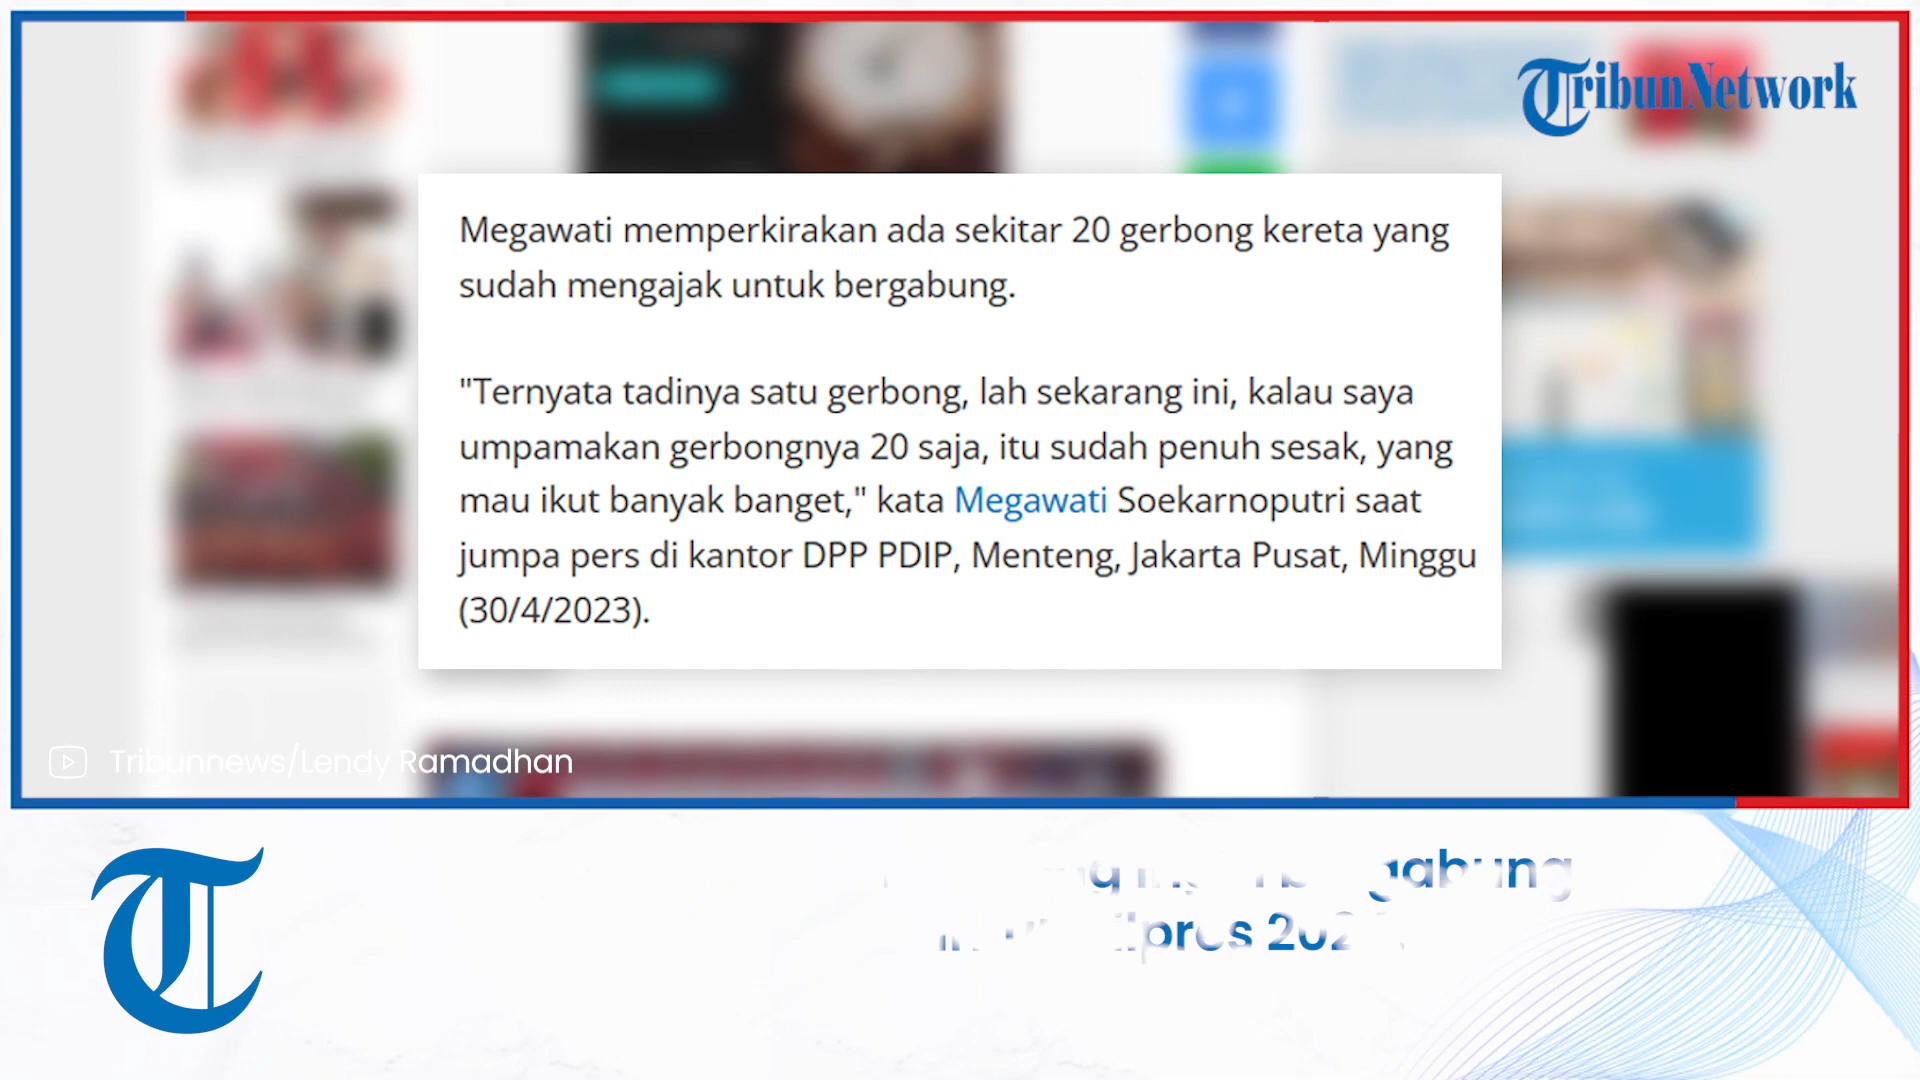 TribunNetwork
Megawati memperkirakan ada sekitar 20 gerbong kereta yang
sudah mengajak untuk bergabung.
"Ternyata tadinya satu gerbong, lah sekarang ini, kalau saya
umpamakan gerbongnya 20 saja, itu sudah penuh sesak, yang
mau ikut banyak banget," kata Megawati Soekarnoputri saat
jumpa pers di kantor DPP PDIP, Menteng, Jakarta Pusat, Minggu
(30/4/2023).
Tribunnews/Lendy Ramadhan
T